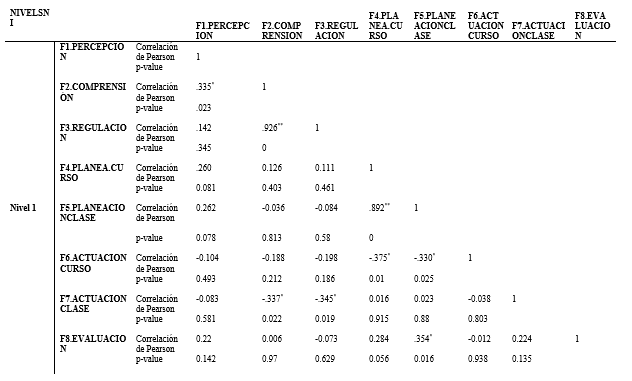 NIVELSN
I
F1.PERCEPC
ION
F2.COMP
RENSION
F3.REGUL
ACION
F4.PLA
NEA.CU
RSO
F5.PLANE
ACIONCL
ASE
F6.ACT
UACION
CURSO
F7.ACTUACI
ONCLASE
F8.EVA
LUACIO
N
Nivel 1
F1.PERCEPCIO
N
Correlación
de Pearson
1
p-value
F2.COMPRENSI
ÓN
Correlación
de Pearson
.335* 1
p-value
.023
F3.REGULACIO
N
Correlación
de Pearson
.142 .926** 1
p-value
.345 0
F4.PLANEA.CU
RSO
Correlación
de Pearson
.260 0.126 0.111 1
p-value
0.081 0.403 0.461
F5.PLANEACIO
NCLASE
Correlación
de Pearson
0.262 -0.036 -0.084 .892** 1
p-value 0.078 0.813 0.58 0
F6.ACTUACION
CURSO
Correlación
de Pearson
-0.104 -0.188 -0.198 -.375* -.330* 1
p-value
0.493 0.212 0.186 0.01 0.025
F7.ACTUACION
CLASE
Correlación
de Pearson
-0.083 -.337* -.345* 0.016 0.023 -0.038 1
p-value
0.581 0.022 0.019 0.915 0.88 0.803
F8.EVALUACIO
N
Correlación
de Pearson
0.22 0.006 -0.073 0.284 .354* -0.012 0.224 1
p-value
0.142 0.97 0.629 0.056 0.016 0.938 0.135